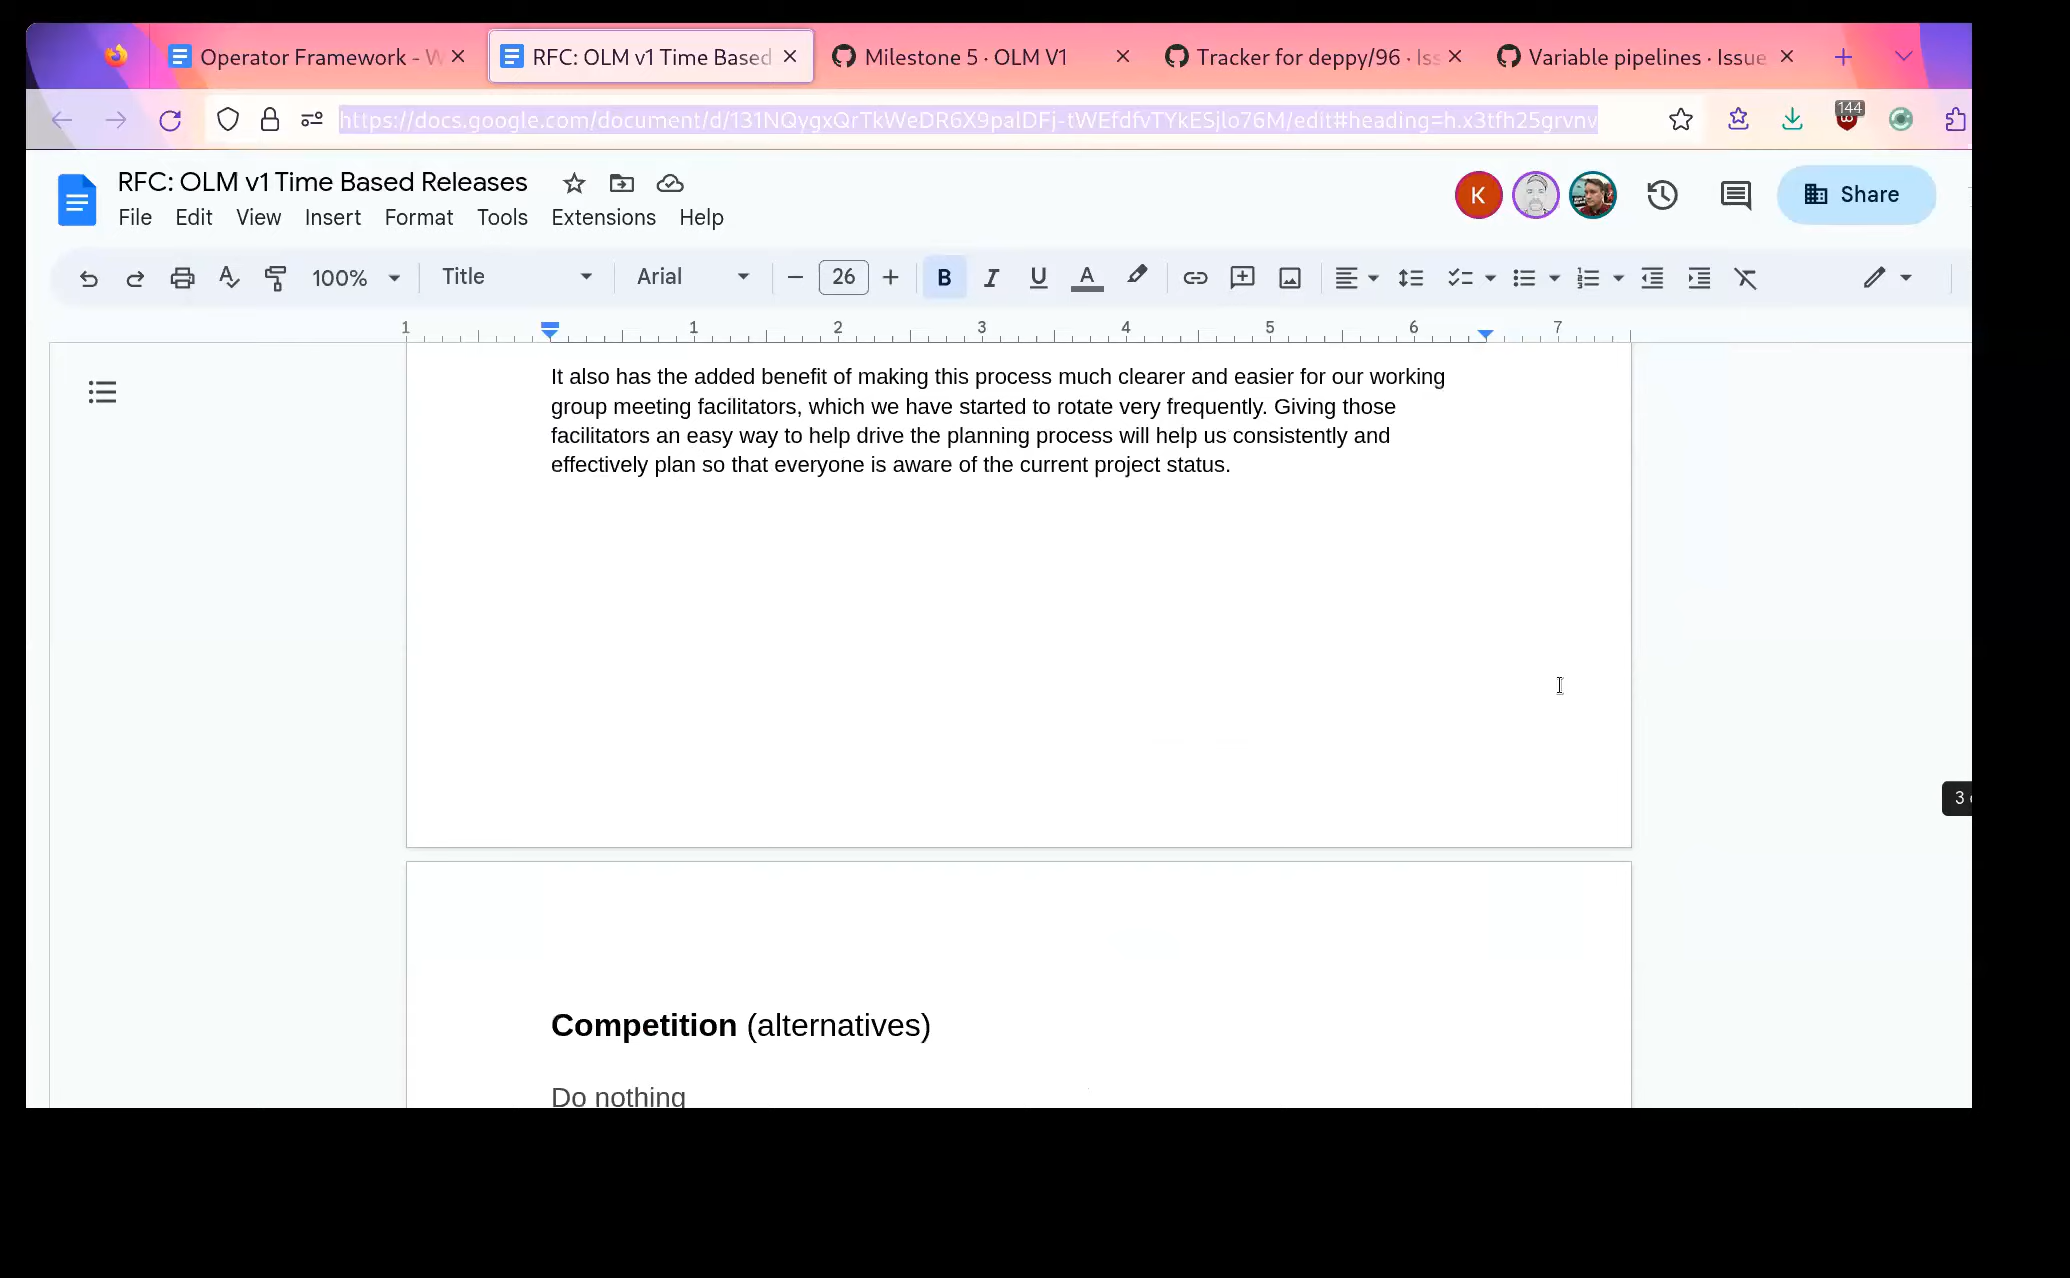 Operator Framework - W
RFC: OLM v1 Time Based
Milestone 5 · OLM V1
Tracker for deppy/96 · Iss
Variable pipelines · Issue
https://docs.google.com/document/d/131NQygxQrTkWeDR6X9palDFj-tWEfdfvTYkESjlo76M/edit#heading=h.x3tfh25grvnv
144
RFC: OLM v1 Time Based Releases
K
Share
File Edit View Insert Format Tools Extensions Help
100% Title Arial 26 B I U A
1 1 2 3 4 5 6 7
It also has the added benefit of making this process much clearer and easier for our working
group meeting facilitators, which we have started to rotate very frequently. Giving those
facilitators an easy way to help drive the planning process will help us consistently and
effectively plan so that everyone is aware of the current project status.
3
Competition (alternatives)
Do nothing